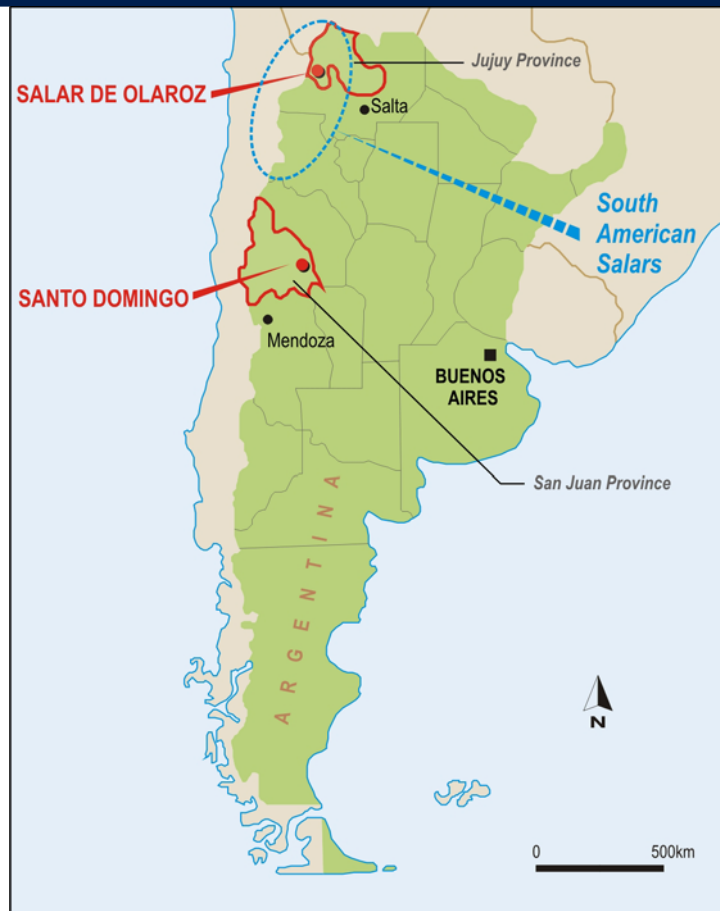 Jujuy Province
SALAR DE OLAROZ
Salta
South
American
Salars
SANTO DOMINGO
Mendoza
BUENOS
AIRES
San Juan Province
ARGENTINA
N
0 500km